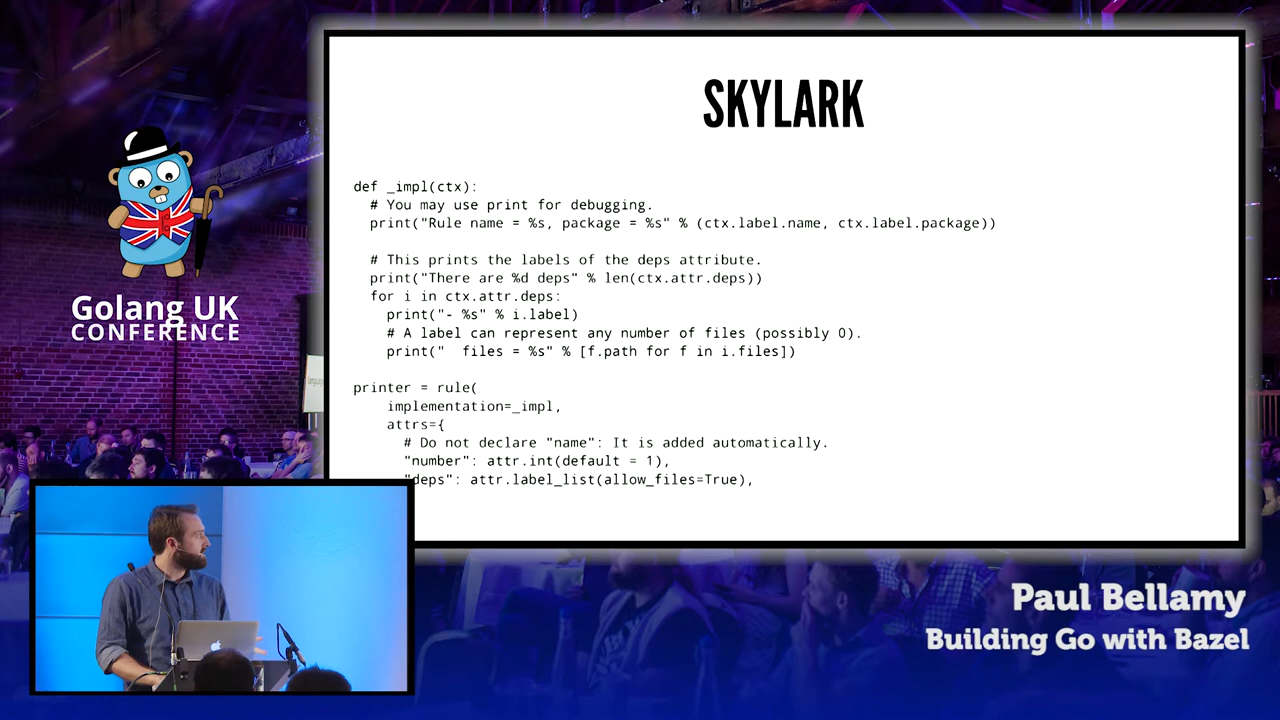 SKYLARK
def _impl(ctx):
  # You may use print for debugging.
  print("Rule name = %s, package = %s" % (ctx.label.name, ctx.label.package))
  # This prints the labels of the deps attribute.
  print("There are %d deps" % len(ctx.attr.deps))
  for i in ctx.attr.deps:
    print("- %s" % i.label)
    # A label can represent any number of files (possibly 0).
    print("  files = %s" % [f.path for f in i.files])
printer = rule(
    implementation=_impl,
    attrs={
      # Do not declare "name": It is added automatically.
      "number": attr.int(default = 1),
      "deps": attr.label_list(allow_files=True),
Golang UK
CONFERENCE
Paul Bellamy
Building Go with Bazel